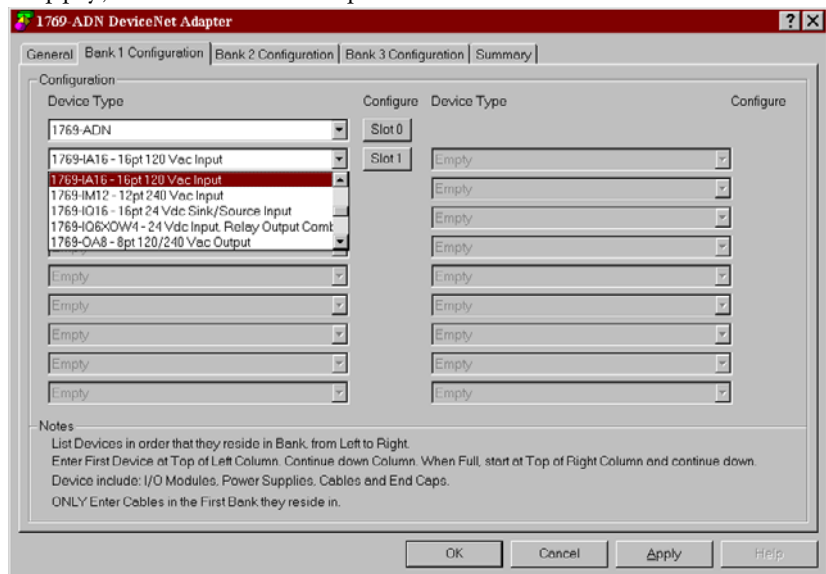 1769-ADN DeviceNet Adapter
General Bank 1 Configuration Bank 2 Configuration Bank 3 Configuration Summary
Configuration
Device Type Configure Device Type Configure
1769-ADN Slot 0
1769-IA16 - 16pt 120 Vac Input Slot 1 Empty
1769-IA16 - 16pt 120 Vac Input Empty
1769-IM12 - 12pt 240 Vac Input
1769-IQ16 - 16pt 24 Vdc Sink/Source Input Empty
1769-IQ6XOW4 - 24 Vdc Input, Relay Output Comb
1769-OA8 - 8pt 120/240 Vac Output Empty
Empty Empty
Empty Empty
Empty Empty
Empty Empty
Empty Empty
Notes
List Devices in order that they reside in Bank, from Left to Right.
Enter First Device at Top of Left Column. Continue down Column. When Full, start at Top of Right Column and continue down.
Device include: I/O Modules, Power Supplies, Cables and End Caps.
ONLY Enter Cables in the First Bank they reside in.
OK Cancel Apply Help